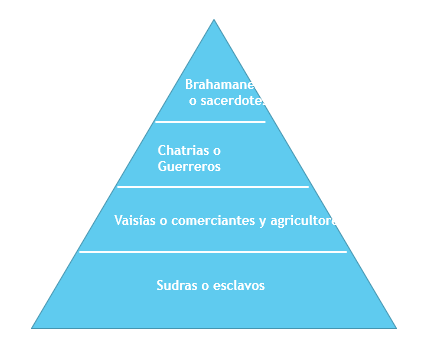 Brahamane
o sacerdote
Chatrias o
Guerreros
Vaisías o comerciantes y agricultore
Sudras o esclavos